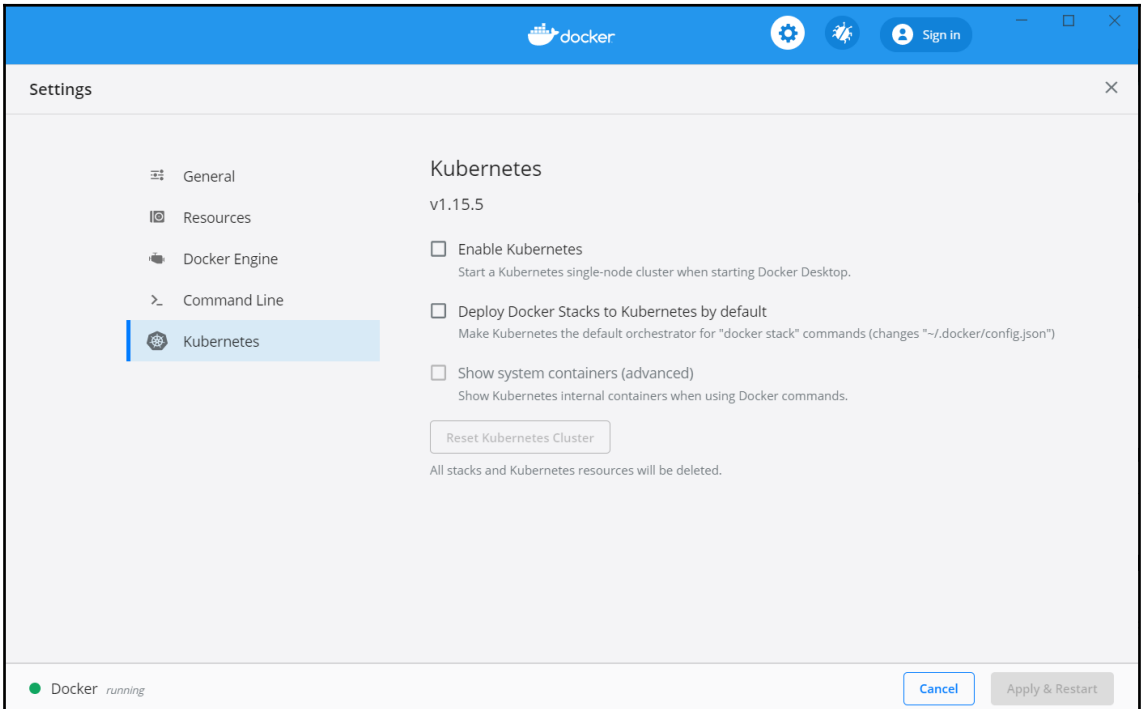 docker
Sign in
Settings
General
Resources
Docker Engine
Command Line
Kubernetes
Kubernetes
v1.15.5
Enable Kubernetes
Start a Kubernetes single-node cluster when starting Docker Desktop.
Deploy Docker Stacks to Kubernetes by default
Make Kubernetes the default orchestrator for "docker stack" commands (changes "~/.docker/config.json")
Show system containers (advanced)
Show Kubernetes internal containers when using Docker commands.
Reset Kubernetes Cluster
All stacks and Kubernetes resources will be deleted.
Docker running
Cancel
Apply & Restart